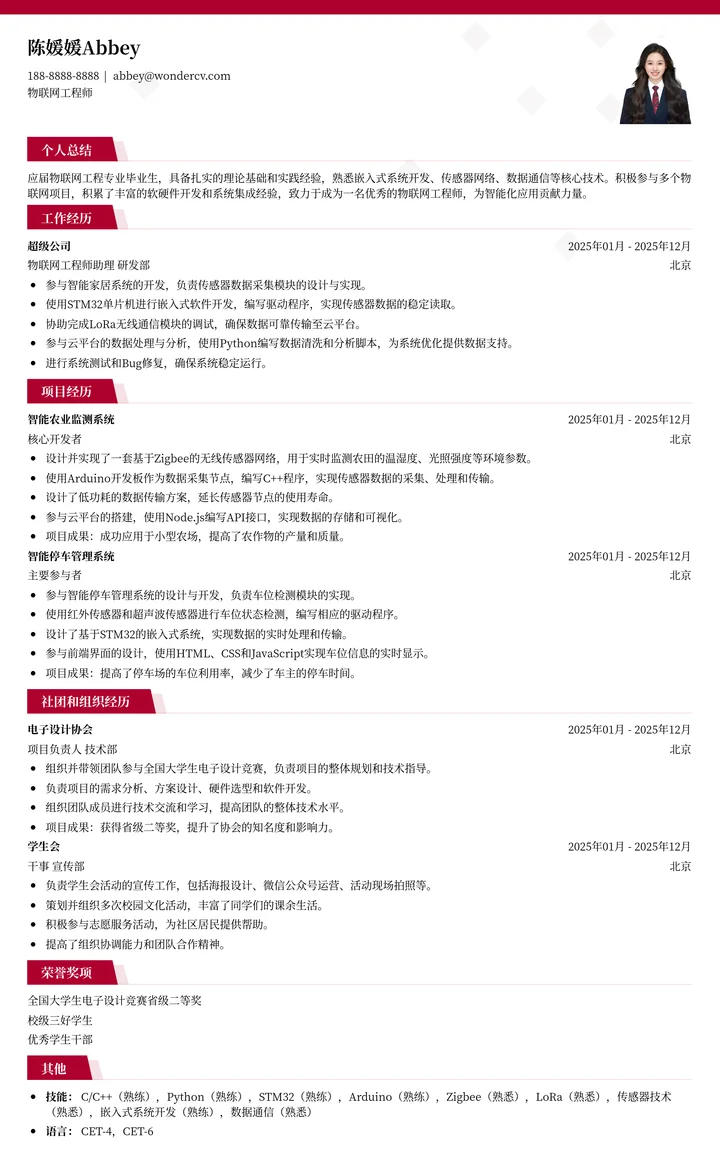 陈媛媛Abbey
188-8888-8888 | abbey@wondercv.com
物联网工程师
个人总结
应届物联网工程专业毕业生，具备扎实的理论基础和实践经验，熟悉嵌入式系统开发、传感器网络、数据通信等核心技术。积极参与多个物
联网项目，积累了丰富的软硬件开发和系统集成经验，致力于成为一名优秀的物联网工程师，为智能化应用贡献力量。
工作经历
超级公司 2025年01月 - 2025年12月
物联网工程师助理 研发部 北京
• 参与智能家居系统的开发，负责传感器数据采集模块的设计与实现。
• 使用STM32单片机进行嵌入式软件开发，编写驱动程序，实现传感器数据的稳定读取。
• 协助完成LoRa无线通信模块的调试，确保数据可靠传输至云平台。
• 参与云平台的数据处理与分析，使用Python编写数据清洗和分析脚本，为系统优化提供数据支持。
• 进行系统测试和Bug修复，确保系统稳定运行。
项目经历
智能农业监测系统 2025年01月 - 2025年12月
核心开发者 北京
• 设计并实现了一套基于Zigbee的无线传感器网络，用于实时监测农田的温湿度、光照强度等环境参数。
• 使用Arduino开发板作为数据采集节点，编写C++程序，实现传感器数据的采集、处理和传输。
• 设计了低功耗的数据传输方案，延长传感器节点的使用寿命。
• 参与云平台的搭建，使用Node.js编写API接口，实现数据的存储和可视化。
• 项目成果：成功应用于小型农场，提高了农作物的产量和质量。
智能停车管理系统 2025年01月 - 2025年12月
主要参与者 北京
• 参与智能停车管理系统的设计与开发，负责车位检测模块的实现。
• 使用红外传感器和超声波传感器进行车位状态检测，编写相应的驱动程序。
• 设计了基于STM32的嵌入式系统，实现数据的实时处理和传输。
• 参与前端界面的设计，使用HTML、CSS和JavaScript实现车位信息的实时显示。
• 项目成果：提高了停车场的车位利用率，减少了车主的停车时间。
社团和组织经历
电子设计协会 2025年01月 - 2025年12月
项目负责人 技术部 北京
• 组织并带领团队参与全国大学生电子设计竞赛，负责项目的整体规划和技术指导。
• 负责项目的需求分析、方案设计、硬件选型和软件开发。
• 组织团队成员进行技术交流和学习，提高团队的整体技术水平。
• 项目成果：获得省级二等奖，提升了协会的知名度和影响力。
学生会 2025年01月 - 2025年12月
干事 宣传部 北京
• 负责学生会活动的宣传工作，包括海报设计、微信公众号运营、活动现场拍照等。
• 策划并组织多次校园文化活动，丰富了同学们的课余生活。
• 积极参与志愿服务活动，为社区居民提供帮助。
• 提高了组织协调能力和团队合作精神。
荣誉奖项
全国大学生电子设计竞赛省级二等奖
校级三好学生
优秀学生干部
其他
• 技能： C/C++（熟练），Python（熟练），STM32（熟练），Arduino（熟练），Zigbee（熟悉），LoRa（熟悉），传感器技术
（熟悉），嵌入式系统开发（熟练），数据通信（熟悉）
• 语言： CET-4，CET-6